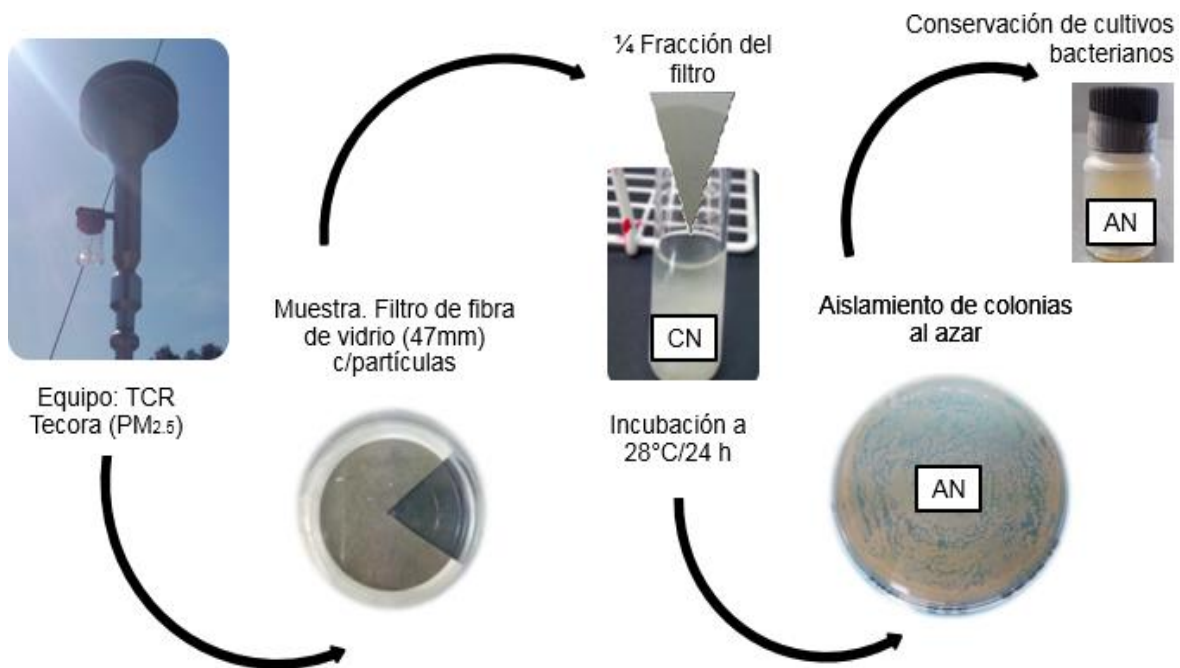 Equipo: TCR
Tecora (PM2.5)
Muestra. Filtro de fibra
de vidrio (47mm)
c/partículas
¼ Fracción del
filtro
CN
Incubación a
28°C/24 h
Aislamiento de colonias
al azar
AN
Conservación de cultivos
bacterianos
AN